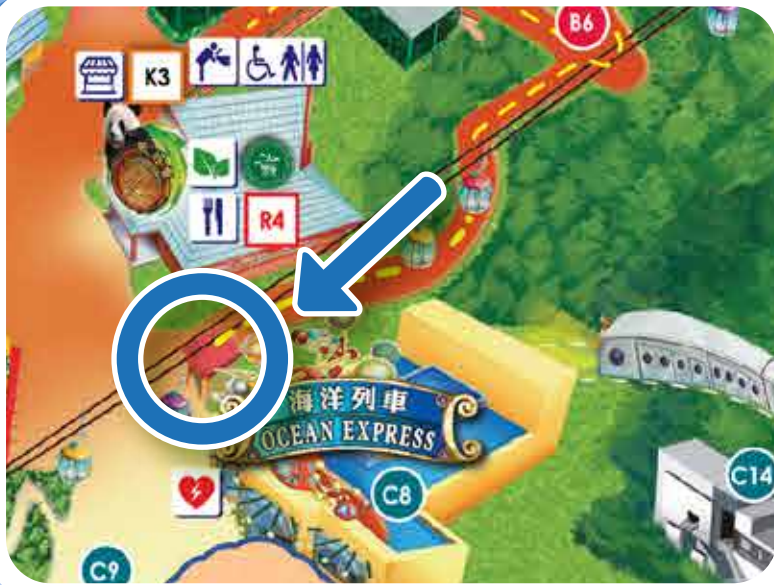 B6
K3
R4
海洋列車
OCEAN EXPRESS
C8
C14
C9